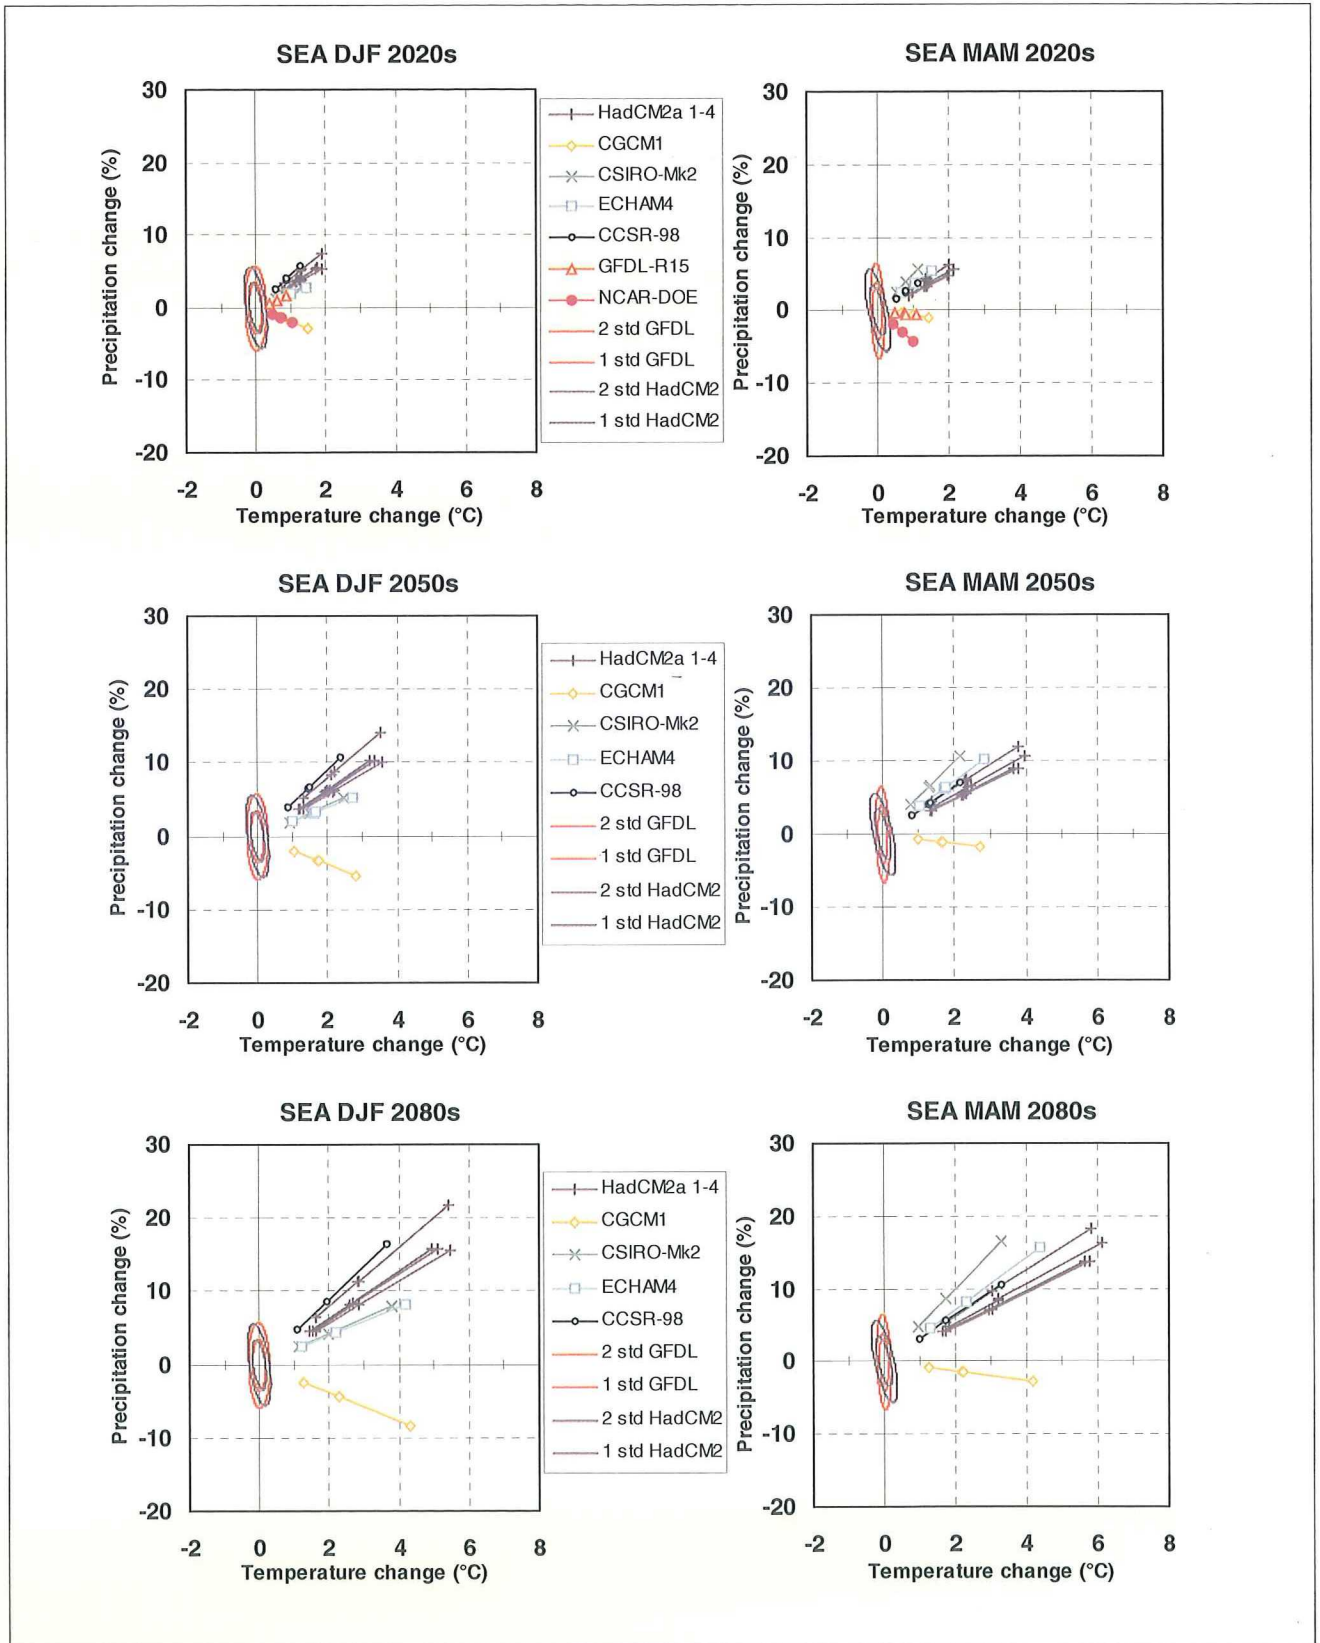 SEA DJF 2020s
Precipitation change (%)
30
20
10
0
-10
-20
-2 0 2 4 6 8
Temperature change (°C)
HadCM2a 1-4
CGCM1
CSIRO-Mk2
ECHAM4
CCSR-98
GFDL-R15
NCAR-DOE
2 std GFDL
1 std GFDL
2 std HadCM2
1 std HadCM2
SEA MAM 2020s
Precipitation change (%)
30
20
10
0
-10
-20
-2 0 2 4 6 8
Temperature change (°C)
SEA DJF 2050s
Precipitation change (%)
30
20
10
0
-10
-20
-2 0 2 4 6 8
Temperature change (°C)
HadCM2a 1-4
CGCM1
CSIRO-Mk2
ECHAM4
CCSR-98
2 std GFDL
1 std GFDL
2 std HadCM2
1 std HadCM2
SEA MAM 2050s
Precipitation change (%)
30
20
10
0
-10
-20
-2 0 2 4 6 8
Temperature change (°C)
SEA DJF 2080s
Precipitation change (%)
30
20
10
0
-10
-20
-2 0 2 4 6 8
Temperature change (°C)
HadCM2a 1-4
CGCM1
CSIRO-Mk2
ECHAM4
CCSR-98
2 std GFDL
1 std GFDL
2 std HadCM2
1 std HadCM2
SEA MAM 2080s
Precipitation change (%)
30
20
10
0
-10
-20
-2 0 2 4 6 8
Temperature change (°C)